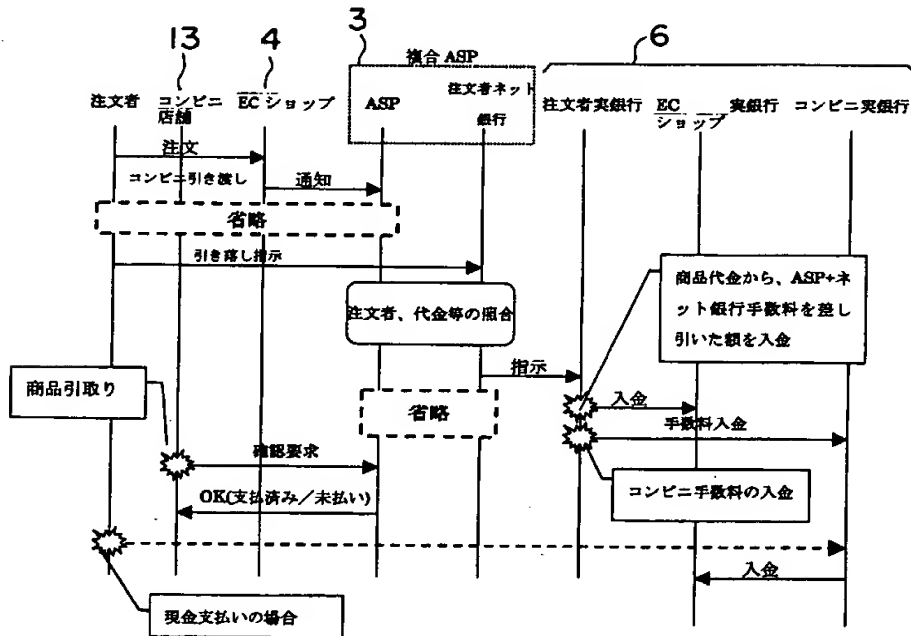 13
4
3
6
複合 ASP
注文者
コンビニ
店舗
EC ショップ
ASP
注文者ネット
銀行
注文者実銀行
EC
ショップ
実銀行
コンビニ実銀行
注文
コンビニ引き渡し
通知
省略
引き落し指示
商品代金から、ASP+ネ
ット銀行手数料を差し
引いた額を入金
注文者、代金等の照合
指示
商品引取り
省略
入金
手数料入金
確認要求
コンビニ手数料の入金
OK(支払済み/未払い)
入金
現金支払いの場合